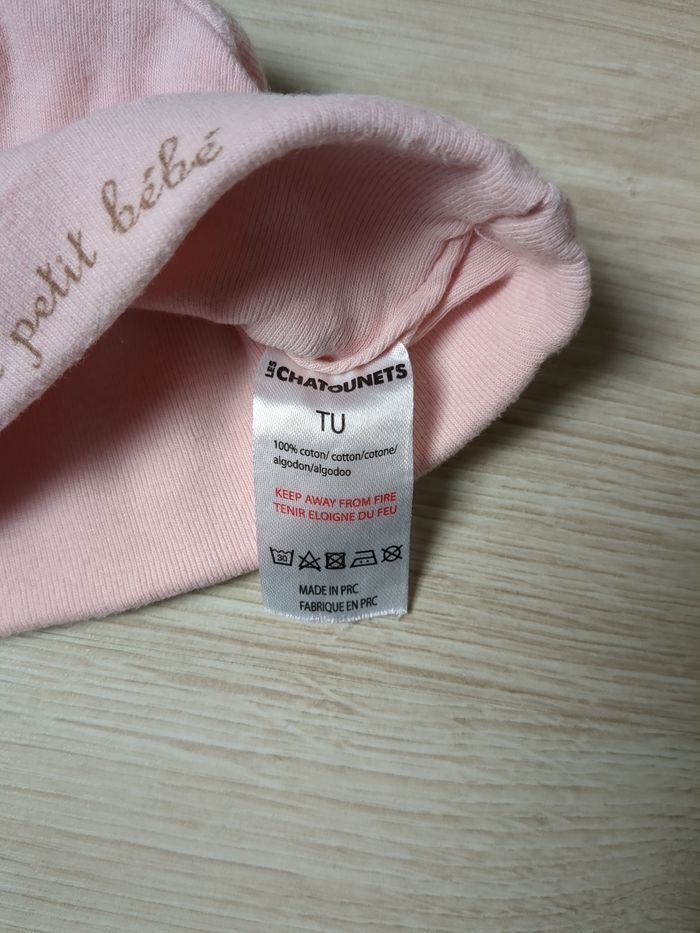 petit bébé
LES CHATOUNETS
TU
100% coton/ cotton/cotone/
algodon/algodoo
KEEP AWAY FROM FIRE
TENIR ELOIGNE DU FEU
30
MADE IN PRC
FABRIQUE EN PRC